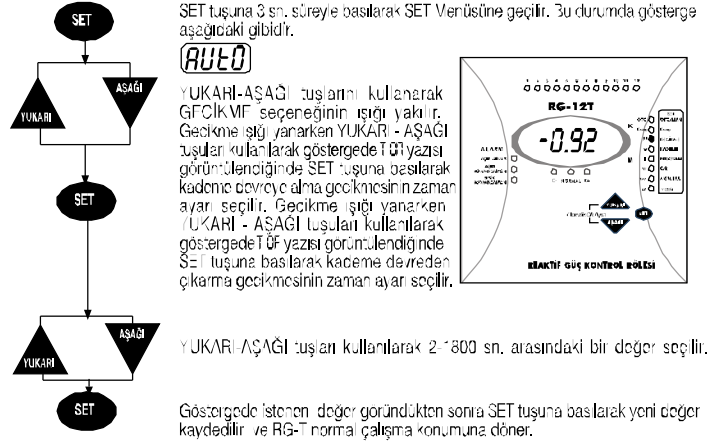 SET
SET tuşuna 3 sn. süreyle basılarak SET Menüsüne geçilir. Bu durumda gösterge
aşağıdaki gibidir.
AUtO
YUKARI
AŞAĞI
YUKARI-AŞAĞI tuşlarını kullanarak
GECİKME seçeneğinin ışığı yakılır.
Gecikme ışığı yanarken YUKARI - AŞAĞI
tuşuları kullanılarak göstergede yazısı
görüntülendiğinde SET tuşuna basılarak
kademe devreye alma gecikmesinin zaman
ayarı seçilir. Gecikme ışığı yanarken
YUKARI - AŞAĞI tuşuları kullanılarak
göstergede yazısı görüntülendiğinde
SET tuşuna basılarak kademe devreden
çıkarma gecikmesinin zaman ayarı seçilir.
SET
RG-12T
-0.92
ALARM
REAKTİF GÜÇ KONTROL RÖLESİ
YUKARI
AŞAĞI
YUKARI-AŞAĞI tuşları kullanılarak 2-1800 sn. arasındaki bir değer seçilir.
SET
Göstergede istenen değer göründükten sonra SET tuşuna basılarak yeni değer
kaydedilir ve RG-T normal çalışma konumuna döner.